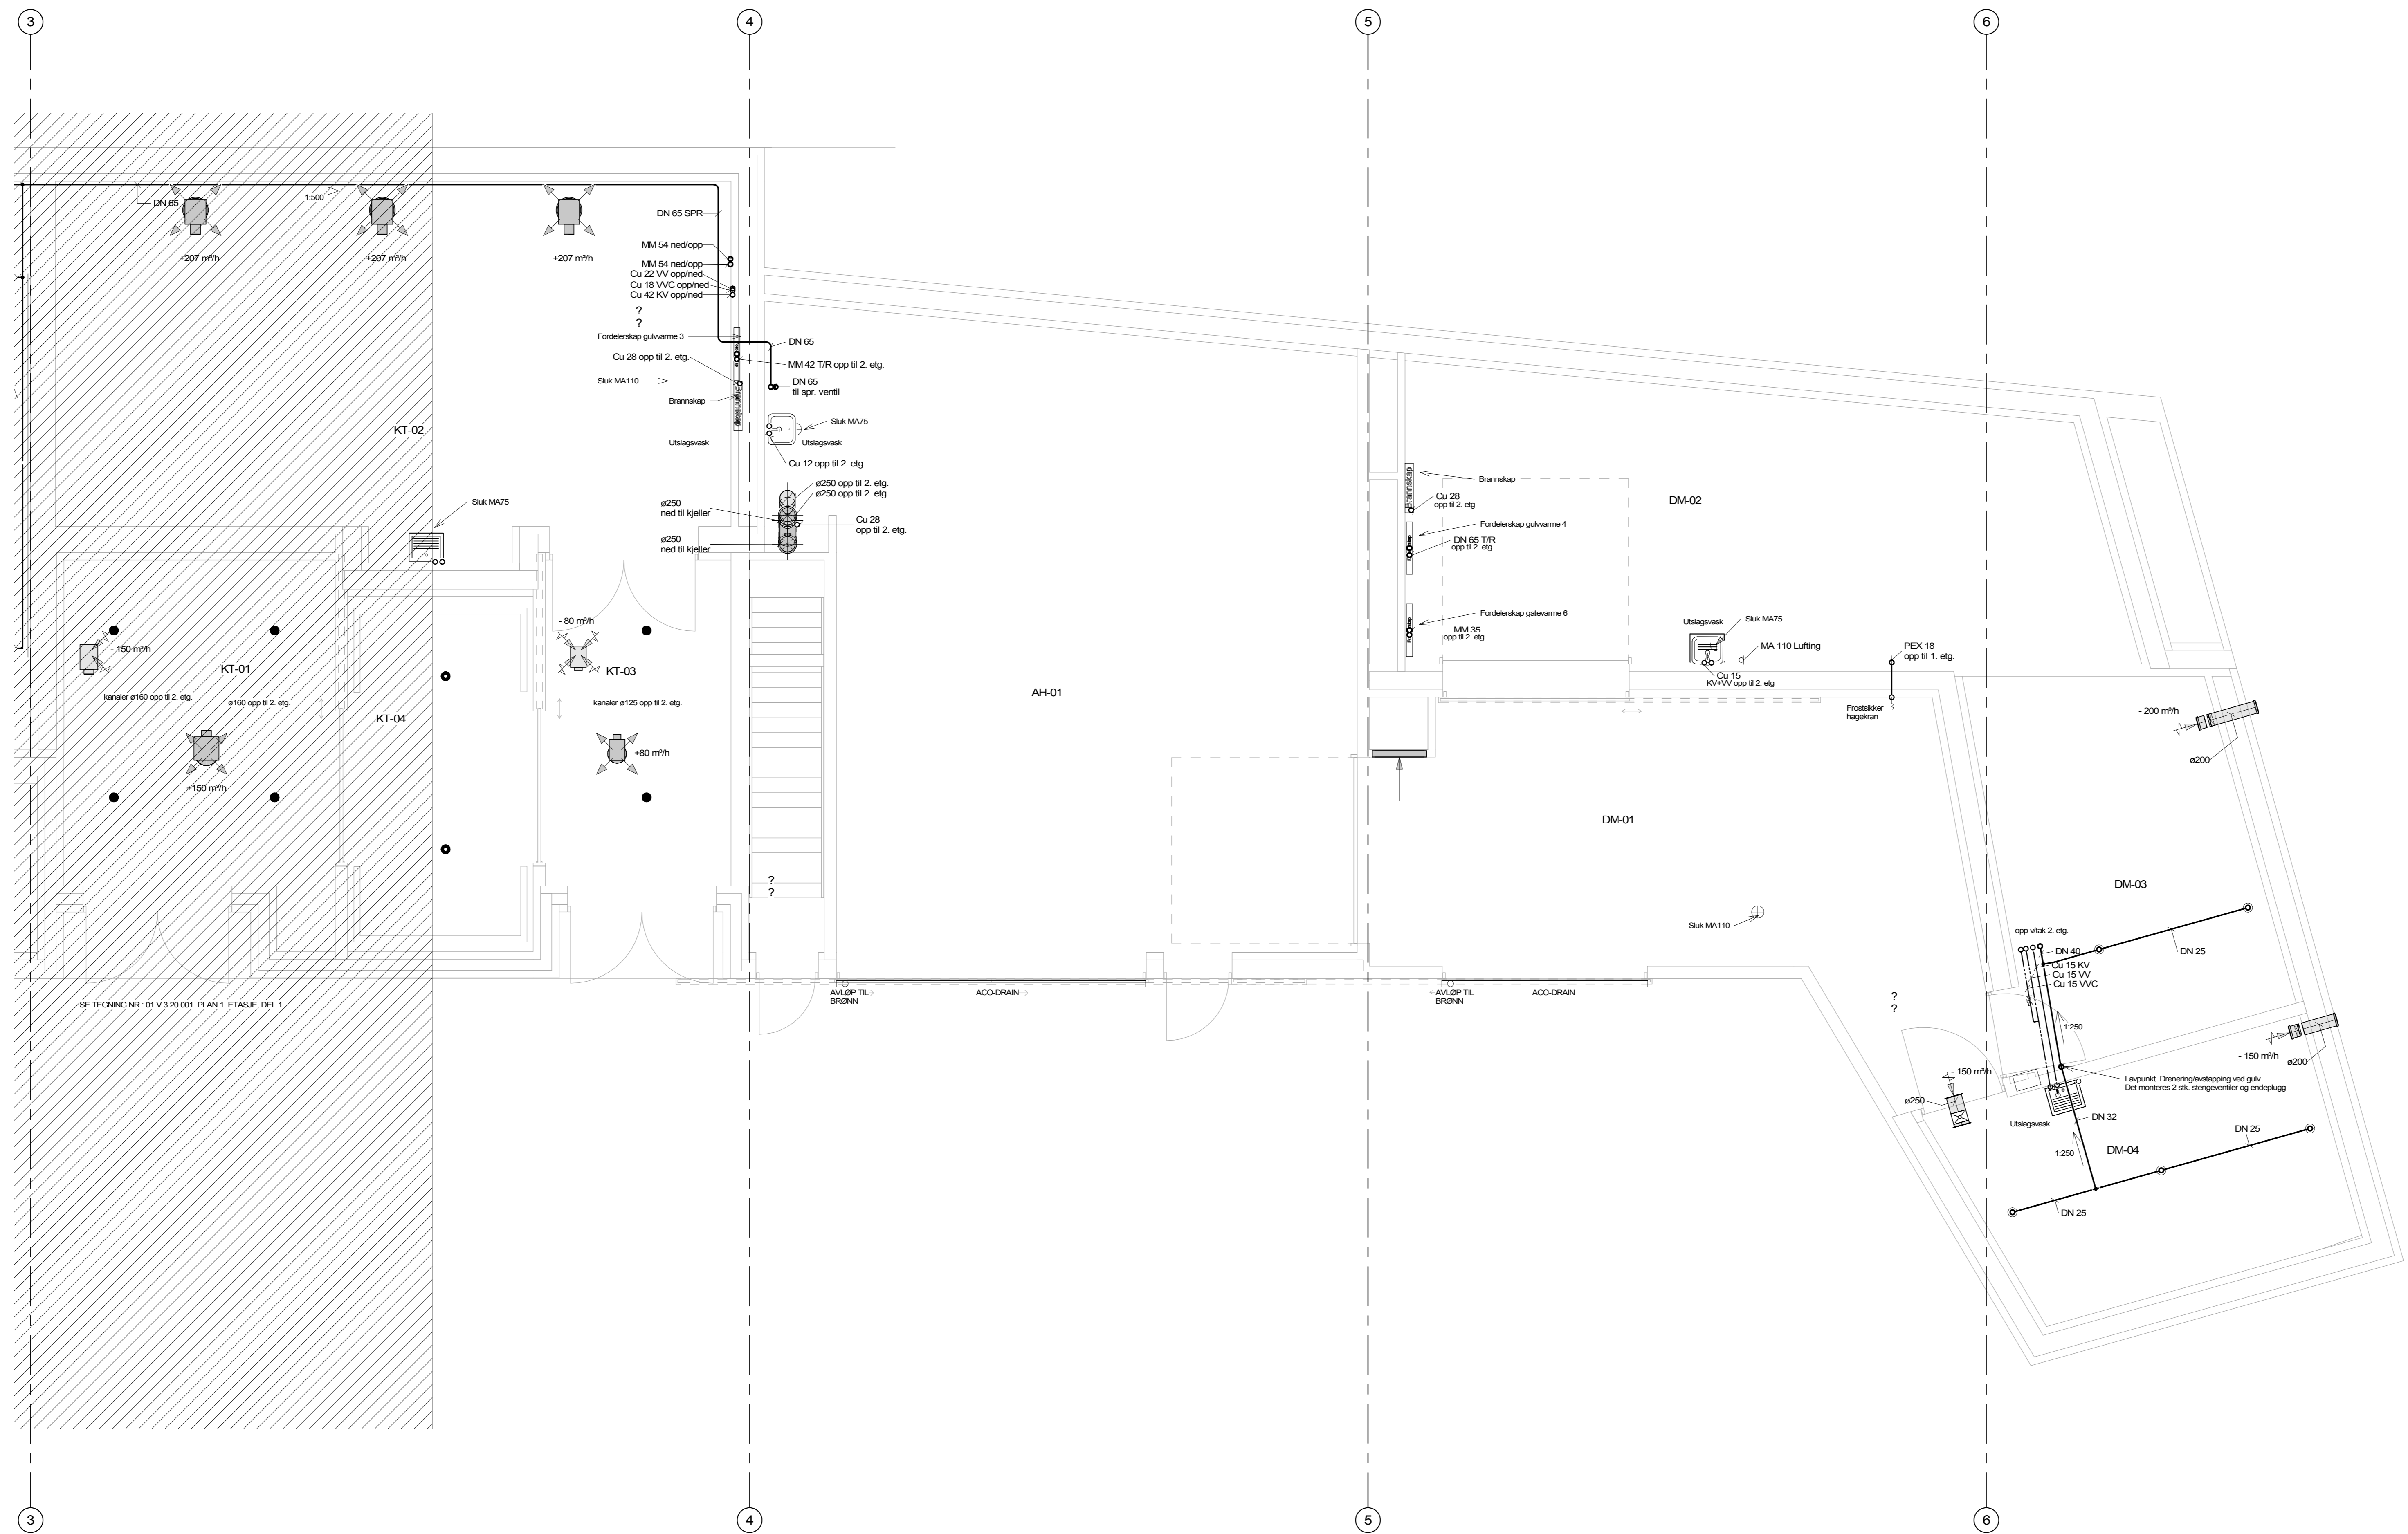 3
4
5
6
DN 65
1:500
+207 m³/h
+207 m³/h
+207 m³/h
DN 65 SPR
MM 54 ned/opp
MM 54 ned/opp
Cu 22 VV opp/ned
Cu 18 VVC opp/ned
Cu 42 KV opp/ned
?
?
Fordelerskap gulvvarme 3
Cu 28 opp til 2. etg.
Sluk MA110
Brannskap
Brannskap
DN 65
MM 42 T/R opp til 2. etg.
DN 65
til spr. ventil
Sluk MA75
Utslagsvask
Utslagsvask
Cu 12 opp til 2. etg
KT-02
Sluk MA75
ø250 opp til 2. etg.
ø250 opp til 2. etg.
ø250
ned til kjeller
Cu 28
opp til 2. etg.
ø250
ned til kjeller
Brannskap
Brannskap
Cu 28
opp til 2. etg
DM-02
Fordelerskap gulvvarme 4
DN 65 T/R
opp til 2. etg
Fordelerskap gatevarme 6
MM 35
opp til 2. etg
Utslagsvask
Sluk MA75
MA 110 Lufting
PEX 18
opp til 1. etg.
Cu 15
KV+VV opp til 2. etg
Frostsikker
hagekran
- 150 m³/h
KT-01
kanaler ø160 opp til 2. etg.
ø160 opp til 2. etg.
+150 m³/h
KT-04
- 80 m³/h
KT-03
kanaler ø125 opp til 2. etg.
+80 m³/h
AH-01
DM-01
- 200 m³/h
ø200
DM-03
?
?
Sluk MA110
opp v/tak 2. etg.
DN 40
DN 25
Cu 15 KV
Cu 15 VV
Cu 15 VVC
SE TEGNING NR.: 01 V 3 20 001 PLAN 1. ETASJE, DEL 1
AVLØP TIL
BRØNN
ACO-DRAIN
AVLØP TIL
BRØNN
ACO-DRAIN
?
?
1:250
- 150 m³/h
ø200
- 150 m³/h
ø250
Lavpunkt. Drenering/avstapping ved gulv.
Det monteres 2 stk. stengeventiler og endeplugg
DN 32
Utslagsvask
DN 25
1:250
DM-04
DN 25
3
4
5
6